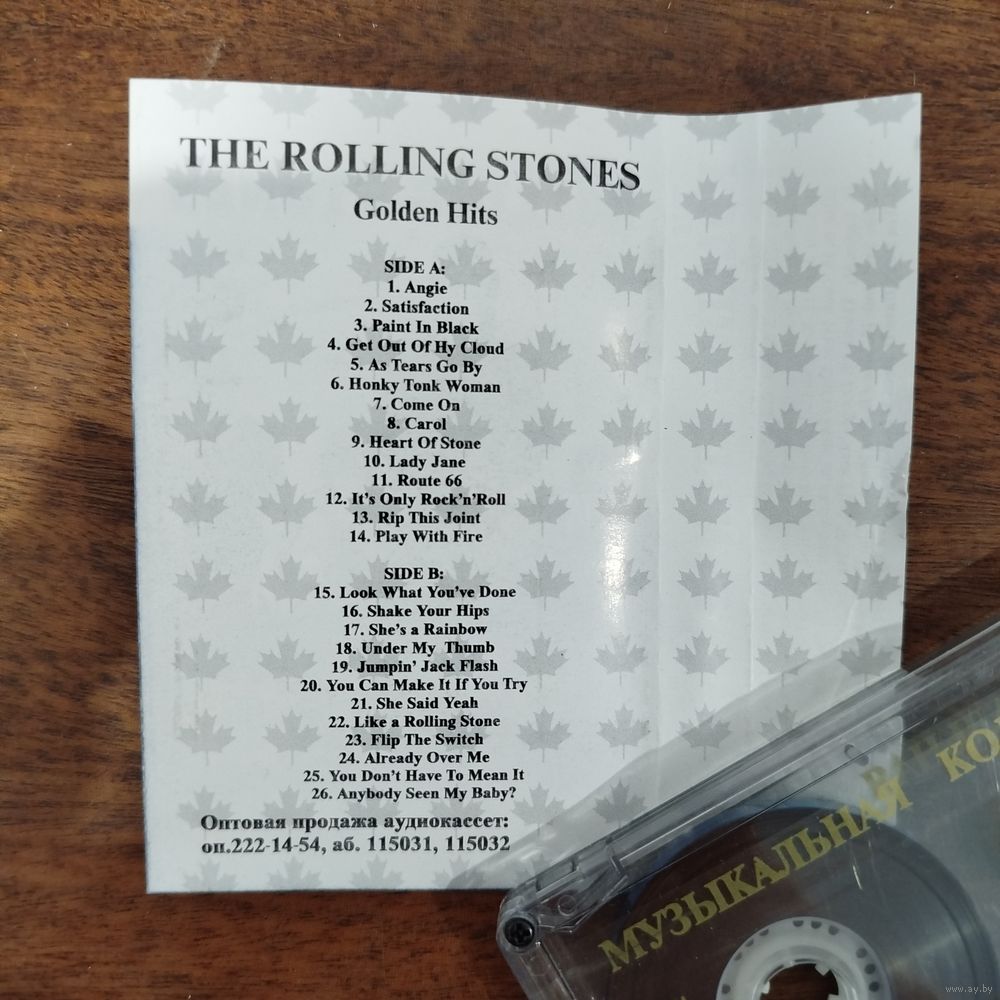 THE ROLLING STONES
Golden Hits
SIDE A:
1. Angie
2. Satisfaction
3. Paint In Black
4. Get Out Of Hy Cloud
5. As Tears Go By
6. Honky Tonk Woman
7. Come On
8. Carol
9. Heart Of Stone
10. Lady Jane
11. Route 66
12. It's Only Rock'n'Roll
13. Rip This Joint
14. Play With Fire
SIDE B:
15. Look What You've Done
16. Shake Your Hips
17. She's a Rainbow
18. Under My Thumb
19. Jumpin' Jack Flash
20. You Can Make It If You Try
21. She Said Yeah
22. Like a Rolling Stone
23. Flip The Switch
24. Already Over Me
25. You Don't Have To Mean It
26. Anybody Seen My Baby?
Оптовая продажа аудиокассет:
оп.222-14-54, аб. 115031, 115032
МУЗЫКАЛЬНАЯ
www.ay.by